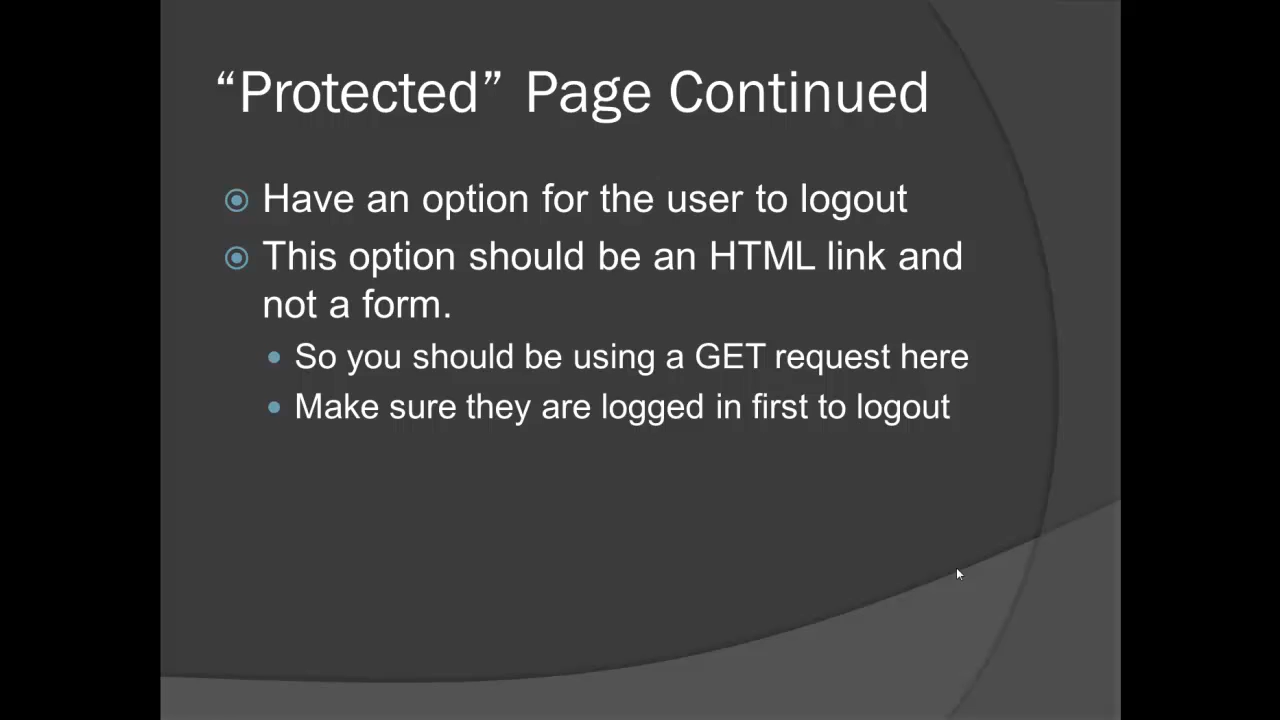 “Protected” Page Continued
Have an option for the user to logout
This option should be an HTML link and
not a form.
So you should be using a GET request here
Make sure they are logged in first to logout